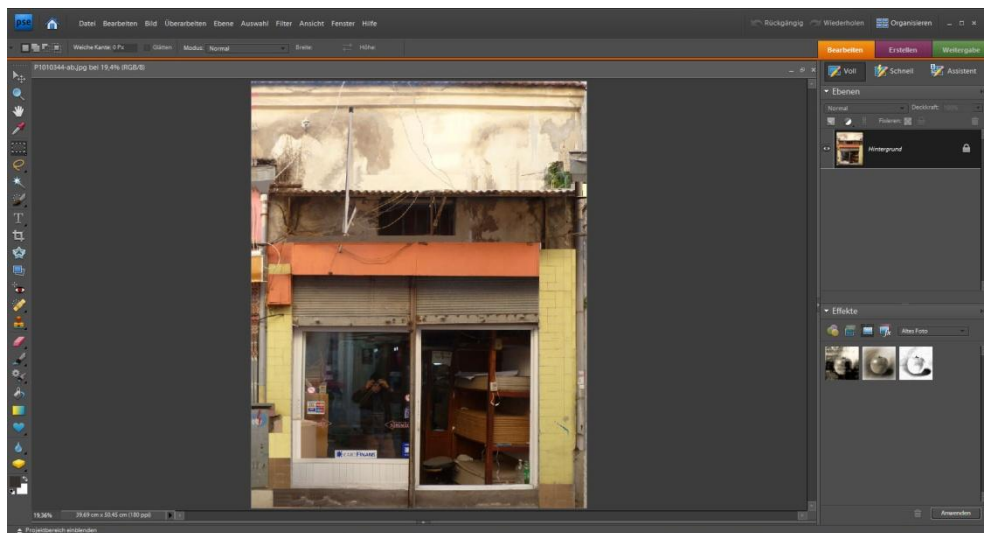 pse Datei Bearbeiten Bild Überarbeiten Ebene Auswahl Filter Ansicht Fenster Hilfe Rückgängig Wiederholen Organisieren
Weiche Kante: 0 Px Glätten Modus: Normal Breite: Höhe:
Bearbeiten Erstellen Weitergabe
P1010344-ab.jpg bei 19,4% (RGB/8)
Voll Schnell Assistent
Ebenen
Normal Deckkraft:
Fixieren:
Hintergrund
Effekte
Altes Foto
19,36% 29,69 cm x 50,45 cm (180 ppi)
Anwenden
Projektbereich einblenden